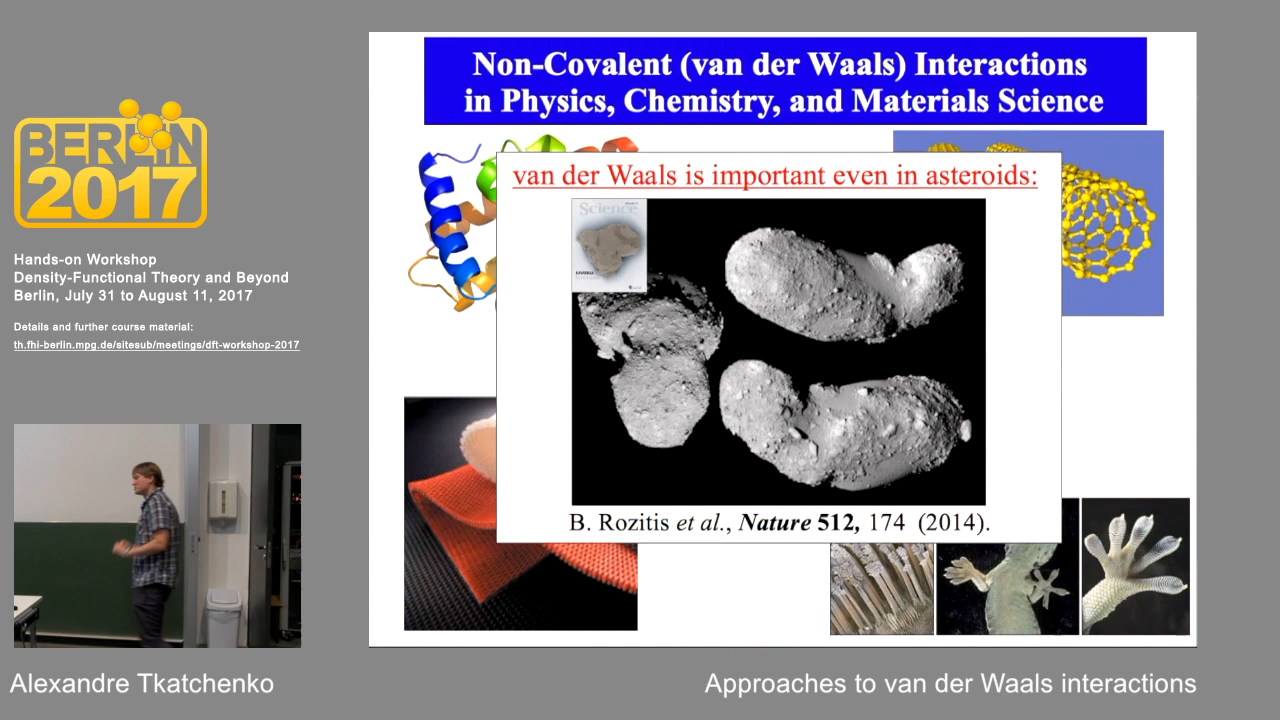 BERLIN
2017
Hands-on Workshop
Density-Functional Theory and Beyond
Berlin, July 31 to August 11, 2017
Details and further course material:
th.fhi-berlin.mpg.de/sitesub/meetings/dft-workshop-2017
Non-Covalent (van der Waals) Interactions
in Physics, Chemistry, and Materials Science
van der Waals is important even in asteroids:
Science
B. Rozitis et al., Nature 512, 174 (2014).
Alexandre Tkatchenko
Approaches to van der Waals interactions